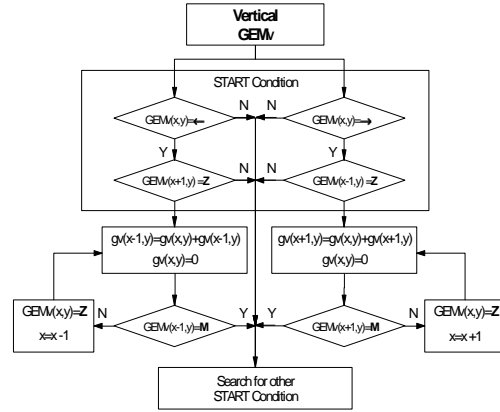 Vertical
GEMv
START Condition
GEMv(x,y)=←
N
N
GEMv(x,y)=→
Y
Y
GEMv(x+1,y)=Z
N
N
GEMv(x-1,y)=Z
gv(x-1,y)=gv(x,y)+gv(x-1,y)
gv(x,y)=0
gv(x+1,y)=gv(x,y)+gv(x+1,y)
gv(x,y)=0
GEMv(x,y)=Z
x=x-1
N
GEMv(x-1,y)=M
Y
Y
GEMv(x+1,y)=M
N
GEMv(x,y)=Z
x=x+1
Search for other
START Condition